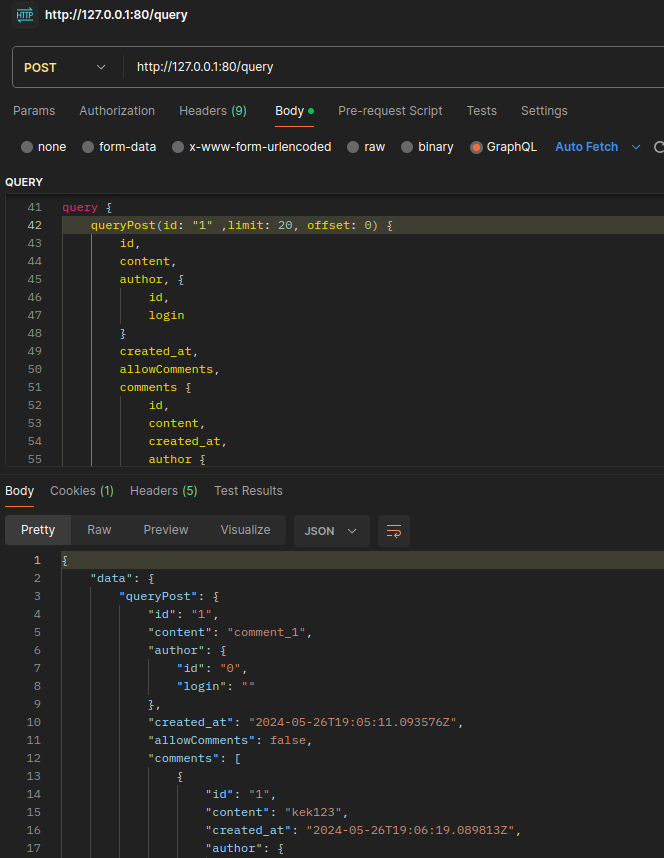 HTTP http://127.0.0.1:80/query
POST http://127.0.0.1:80/query
Params Authorization Headers (9) Body Pre-request Script Tests Settings
none form-data x-www-form-urlencoded raw binary GraphQL Auto Fetch
QUERY
41 query {
42 queryPost(id: "1" ,limit: 20, offset: 0) {
43 id,
44 content,
45 author, {
46 id,
47 login
48 }
49 created_at,
50 allowComments,
51 comments {
52 id,
53 content,
54 created_at,
55 author {
Body Cookies (1) Headers (5) Test Results
Pretty Raw Preview Visualize JSON
1 {
2 "data": {
3 "queryPost": {
4 "id": "1",
5 "content": "comment_1",
6 "author": {
7 "id": "0",
8 "login": ""
9 },
10 "created_at": "2024-05-26T19:05:11.093576Z",
11 "allowComments": false,
12 "comments": [
13 {
14 "id": "1",
15 "content": "kek123",
16 "created_at": "2024-05-26T19:06:19.089813Z",
17 "author": {